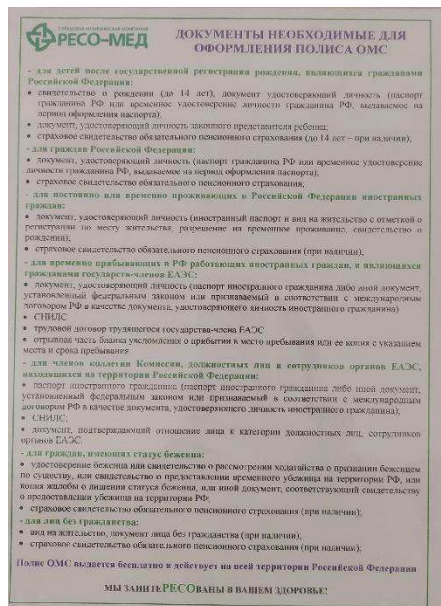 СТРАХОВАЯ МЕДИЦИНСКАЯ КОМПАНИЯ
РЕСО-МЕД
ДОКУМЕНТЫ НЕОБХОДИМЫЕ ДЛЯ
ОФОРМЛЕНИЯ ПОЛИСА ОМС
- для детей после государственной регистрации рождения, являющихся гражданами
Российской Федерации:
• свидетельство о рождении (до 14 лет), документ удостоверяющий личность (паспорт
гражданина РФ или временное удостоверение личности гражданина РФ, выдаваемое на
период оформления паспорта);
• документ, удостоверяющий личность законного представителя ребенка;
• страховое свидетельство обязательного пенсионного страхования (до 14 лет – при наличии);
- для граждан Российской Федерации:
• документ, удостоверяющий личность (паспорт гражданина РФ или временное удостоверение
личности гражданина РФ, выдаваемое на период оформления паспорта);
• страховое свидетельство обязательного пенсионного страхования;
- для постоянно или временно проживающих в Российской Федерации иностранных
граждан:
• документ, удостоверяющий личность (иностранный паспорт и вид на жительство с отметкой о
регистрации по месту жительства, разрешение на временное проживание, свидетельство о
рождении);
• страховое свидетельство обязательного пенсионного страхования (при наличии);
- для временно пребывающих в РФ работающих иностранных граждан, и являющихся
гражданами государств-членов ЕАЭС:
• документ, удостоверяющий личность (паспорт иностранного гражданина либо иной документ,
установленный федеральным законом или признаваемый в соответствии с международным
договором РФ в качестве документа, удостоверяющего личность иностранного гражданина)
• СНИЛС
• трудовой договор трудящегося государства-члена ЕАЭС
• отрывная часть бланка уведомления о прибытии в место пребывания или ее копия с указанием
места и срока пребывания
- для членов коллегии Комиссии, должностных лиц и сотрудников органов ЕАЭС,
находящихся на территории Российской Федерации:
• паспорт иностранного гражданина (паспорт иностранного гражданина либо иной документ,
установленный федеральным законом или признаваемый в соответствии с международным
договором РФ в качестве документа, удостоверяющего личность иностранного гражданина);
• СНИЛС;
• документ, подтверждающий отношение лица к категории должностных лиц, сотрудников
органов ЕАЭС.
- для граждан, имеющих статус беженца:
• удостоверение беженца или свидетельство о рассмотрении ходатайства о признании беженцем
по существу, или свидетельство о предоставлении временного убежища на территории РФ, или
копия жалобы о лишения статуса беженца, или иной документ, соответствующий свидетельству
о предоставлении убежища на территории РФ;
• страховое свидетельство обязательного пенсионного страхования (при наличии);
- для лиц без гражданства:
• вид на жительство, документ лица без гражданства (при наличии);
• страховое свидетельство обязательного пенсионного страхования (при наличии);
Полис ОМС выдается бесплатно и действует на всей территории Российской Федерации
МЫ ЗАИНТЕРЕСОВАНЫ В ВАШЕМ ЗДОРОВЬЕ!